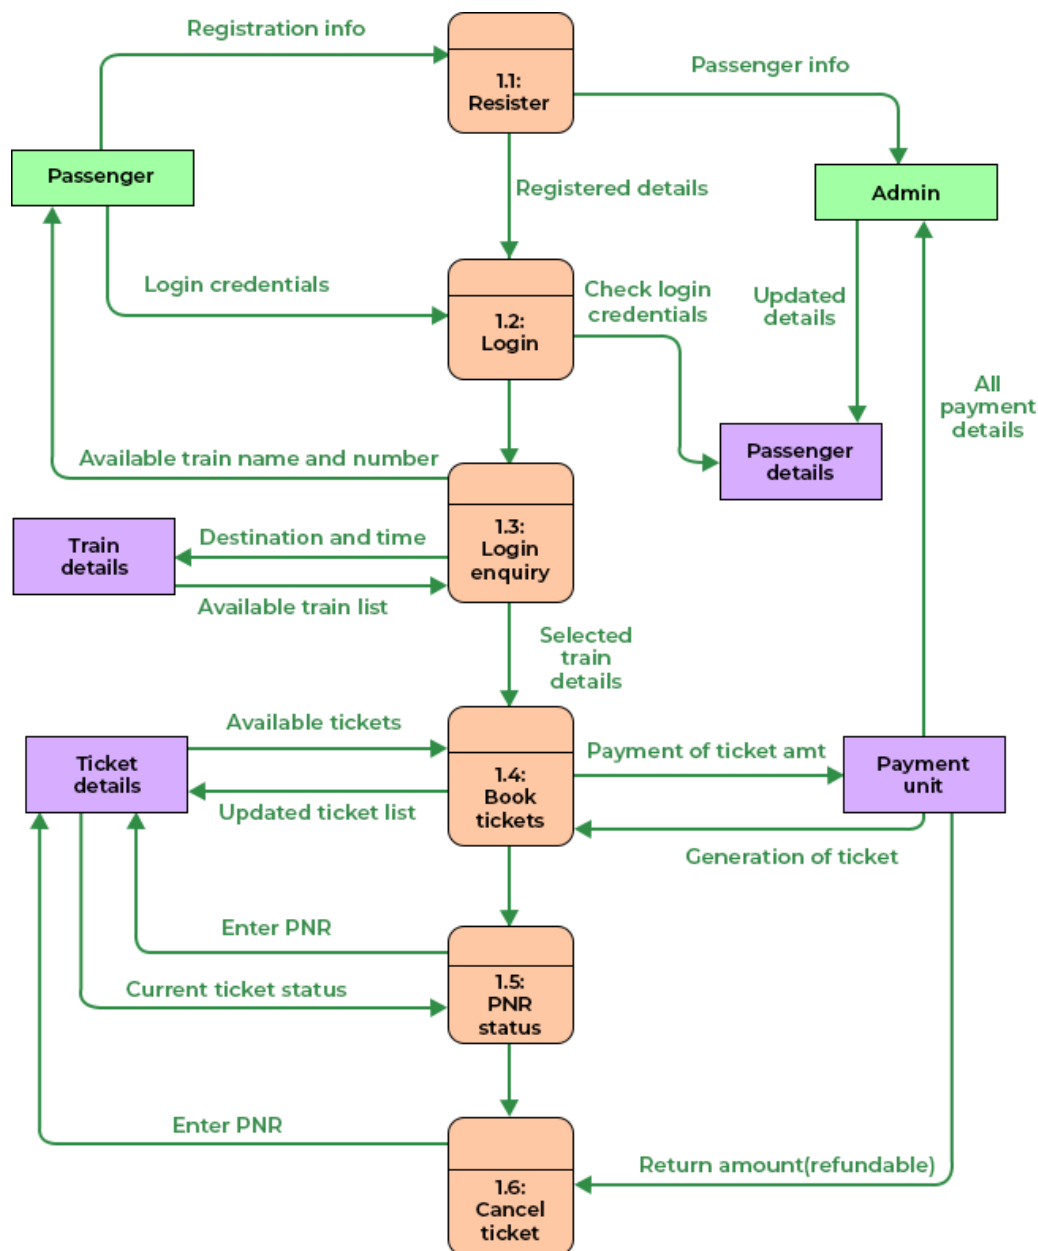 Registration info
1.1:
Resister
Passenger info
Passenger
Admin
Registered details
Login credentials
1.2:
Login
Check login
credentials
Updated
details
All
payment
details
Available train name and number
Passenger
details
Train
details
Destination and time
Available train list
1.3:
Login
enquiry
Selected
train
details
Available tickets
Ticket
details
Updated ticket list
1.4:
Book
tickets
Payment of ticket amt
Payment
unit
Generation of ticket
Enter PNR
Current ticket status
1.5:
PNR
status
Enter PNR
Return amount(refundable)
1.6:
Cancel
ticket